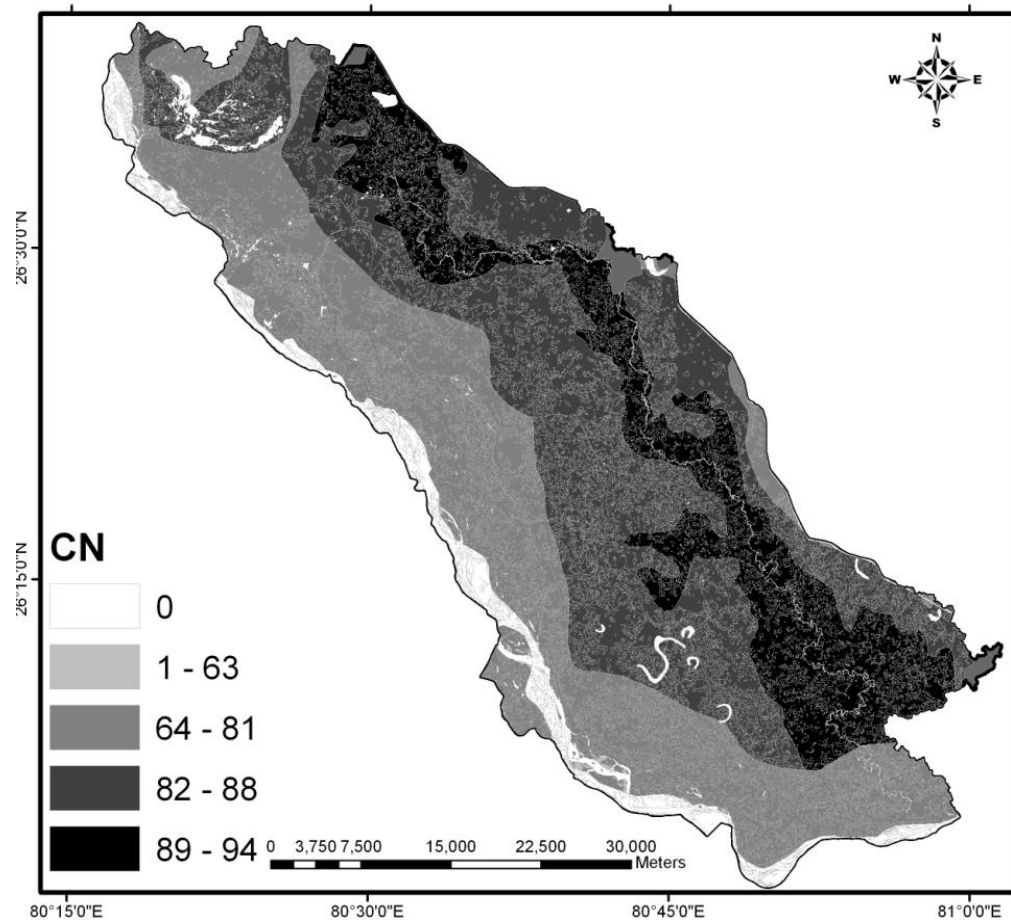 N
W E
S
26°30'0"N
26°15'0"N
CN
0
1 - 63
64 - 81
82 - 88
89 - 94
0 3,750 7,500 15,000 22,500 30,000
Meters
80°15'0"E 80°30'0"E 80°45'0"E 81°0'0"E